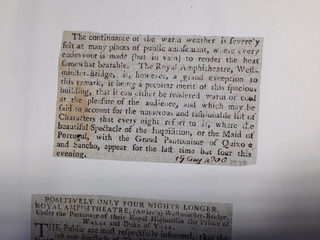 The continuance of the warm weather is severely
felt at many places of public amusement, where every
endeavour is made (but in vain) to render the heat
somewhat bearable. The Royal Amphitheatre, West-
minster-Bridge, is, however, a grand exception to
this remark, it being a peculiar merit of this spacious
building, that it can either be rendered warm or cool
at the pleasure of the audience, and which may be
said to account for the numerous and fashionable list of
Characters that every night resort to it, where the
beautiful Spectacle of the Inquisition, or the Maid of
Portugal, with the Grand Pantomime of Quixote
and Sancho, appear for the last time but four this
evening.
19 Aug 1800
POSITIVELY ONLY FOUR NIGHTS LONGER.
ROYAL AMPHITHEATRE, (Astley's) Westminster-Bridge.
Under the Patronage of their Royal Highnesses the Prince of
Wales and Duke of York.
THE Public are most respectfully informed, that the